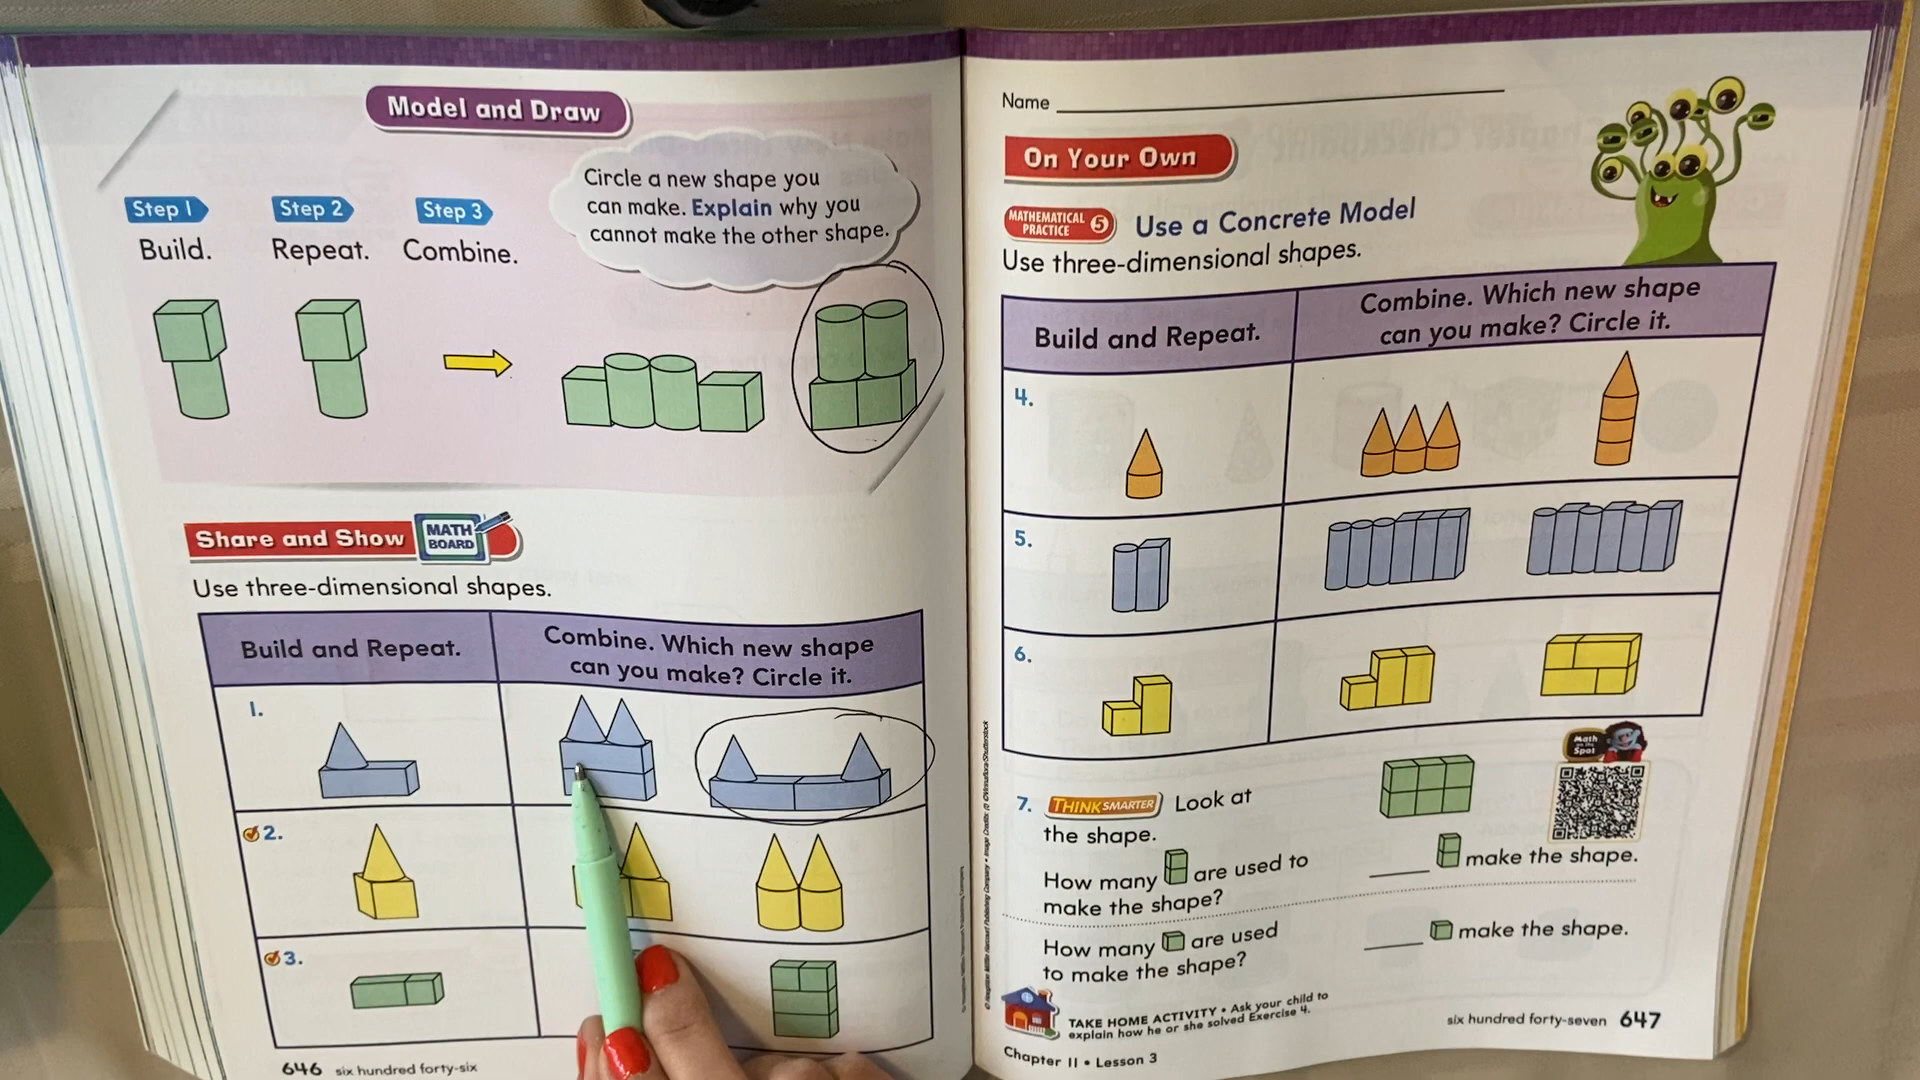 Model and Draw
Circle a new shape you
can make. Explain why you
cannot make the other shape.
Step 1
Step 2
Step 3
Build.
Repeat.
Combine.
Share and Show
MATH
BOARD
Use three-dimensional shapes.
Build and Repeat.
Combine. Which new shape
can you make? Circle it.
1.
2.
3.
646 six hundred forty-six
Name
On Your Own
MATHEMATICAL
PRACTICE 5
Use a Concrete Model
Use three-dimensional shapes.
Build and Repeat.
Combine. Which new shape
can you make? Circle it.
4.
5.
6.
Math
on the
Spot
7. THINK SMARTER Look at
the shape.
How many are used to
make the shape?
make the shape.
How many are used
to make the shape?
make the shape.
TAKE HOME ACTIVITY • Ask your child to
explain how he or she solved Exercise 4.
Chapter 11 • Lesson 3
six hundred forty-seven 647